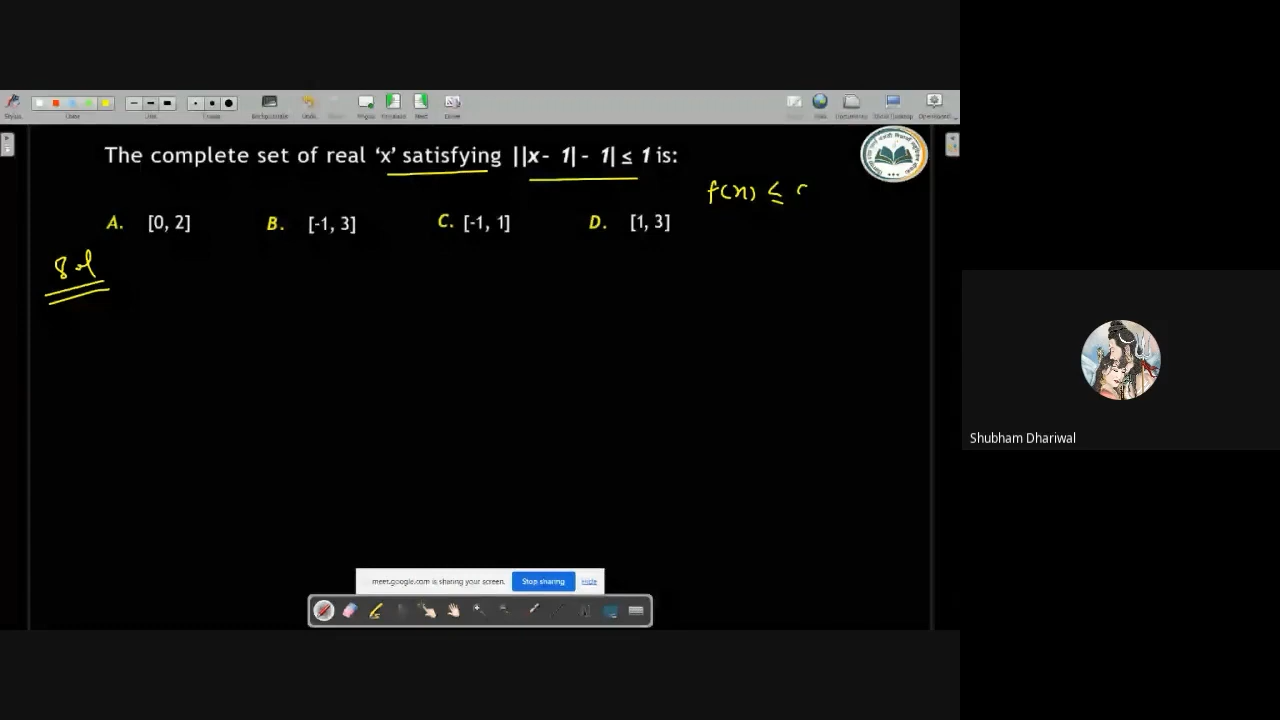 The complete set of real ‘x’ satisfying ||x - 1| - 1| ≤ 1 is:
f(x) ≤
A. [0, 2] B. [-1, 3] C. [-1, 1] D. [1, 3]
Sol
Shubham Dhariwal
meet.google.com is sharing your screen. Stop sharing Hide